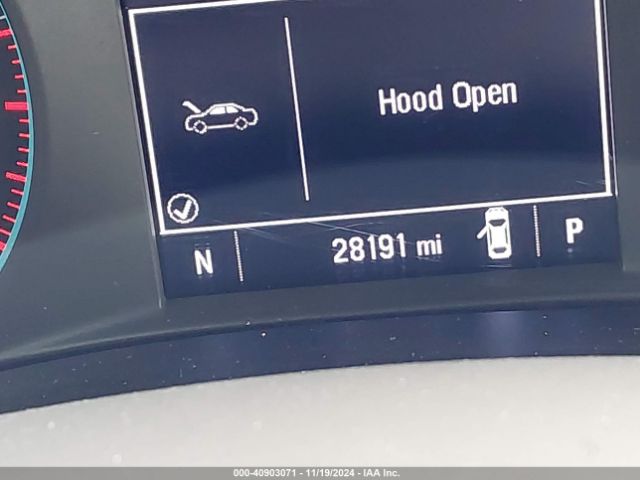 Hood Open
N 28191 mi P
000-40903071 - 11/19/2024 - IAA Inc.